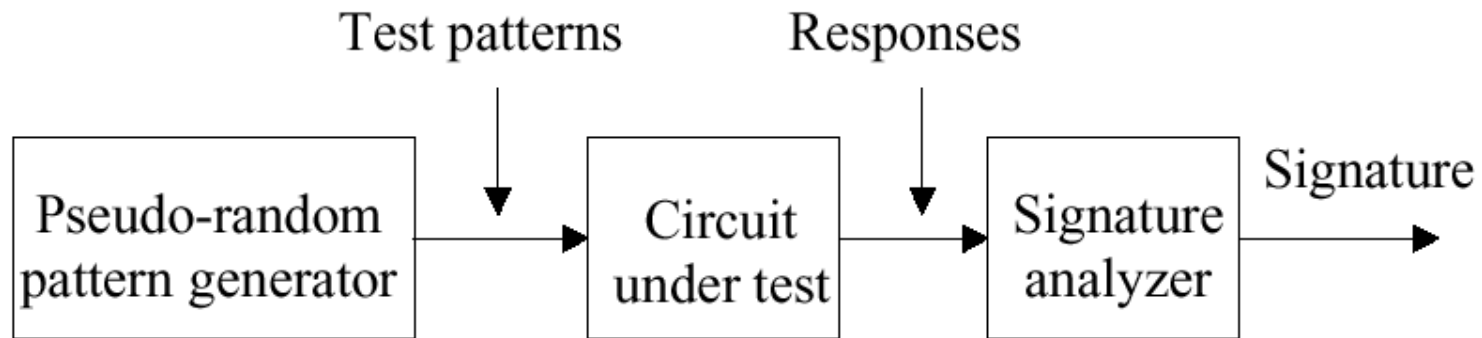 Test patterns
Responses
Pseudo-random
pattern generator
Circuit
under test
Signature
analyzer
Signature